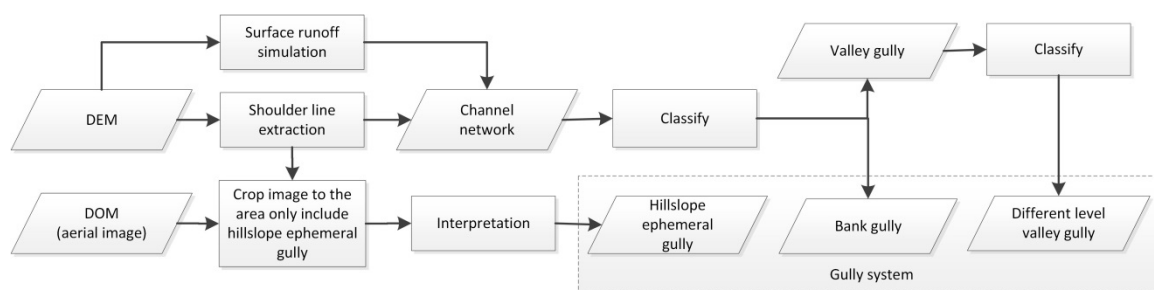 Surface runoff
simulation
Valley gully
Classify
DEM
Shoulder line
extraction
Channel
network
Classify
DOM
(aerial image)
Crop image to the
area only include
hillslope ephemeral
gully
Interpretation
Hillslope
ephemeral
gully
Bank gully
Different level
valley gully
Gully system